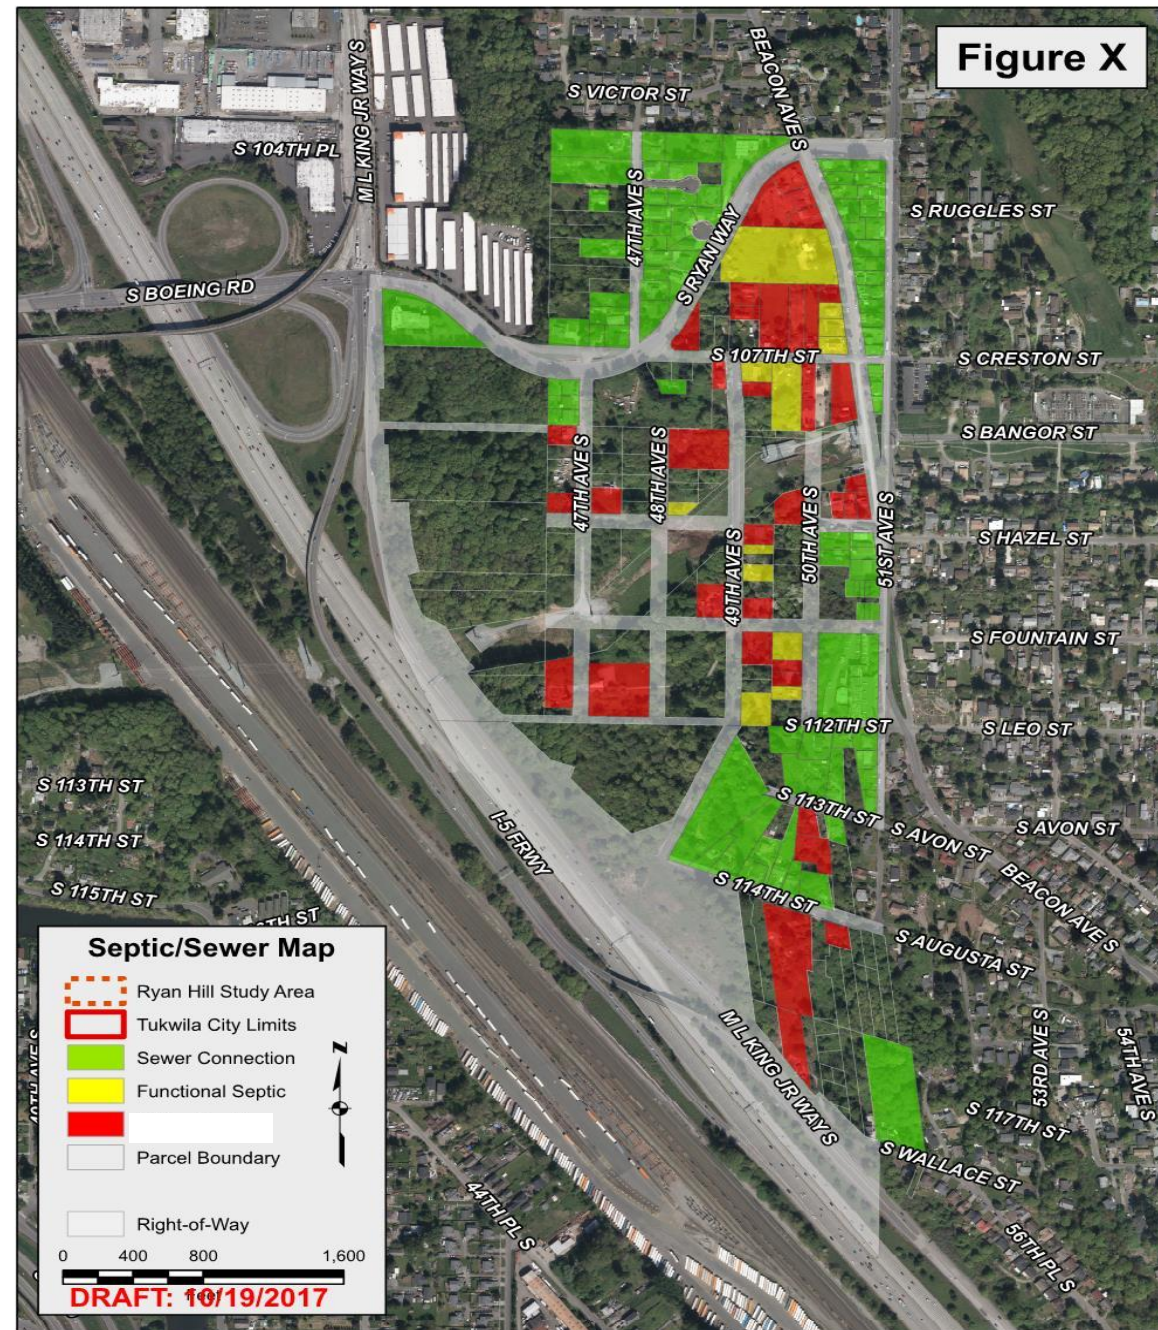 Figure X
BEACON AVE S
S VICTOR ST
M L KING JR WAY S
S 104TH PL
47TH AVE S
S RUGGLES ST
S RYAN WAY
S BOEING RD
S 107TH ST
S CRESTON ST
S BANGOR ST
47TH AVE S
48TH AVE S
49TH AVE S
50TH AVE S
51ST AVE S
S HAZEL ST
S FOUNTAIN ST
S 112TH ST
S LEO ST
S 113TH ST
S 113TH ST
S AVON ST
S AVON ST
I-5 FRWY
S 114TH ST
S 114TH ST
BEACON AVE S
S 115TH ST
S AUGUSTA ST
M L KING JR WAY S
53RD AVE S
54TH AVE S
S 117TH ST
S WALLACE ST
44TH PL S
56TH PL S
Septic/Sewer Map
Ryan Hill Study Area
Tukwila City Limits
Sewer Connection
Functional Septic
Parcel Boundary
Right-of-Way
Z
0 400 800 1,600
DRAFT: 10/19/2017